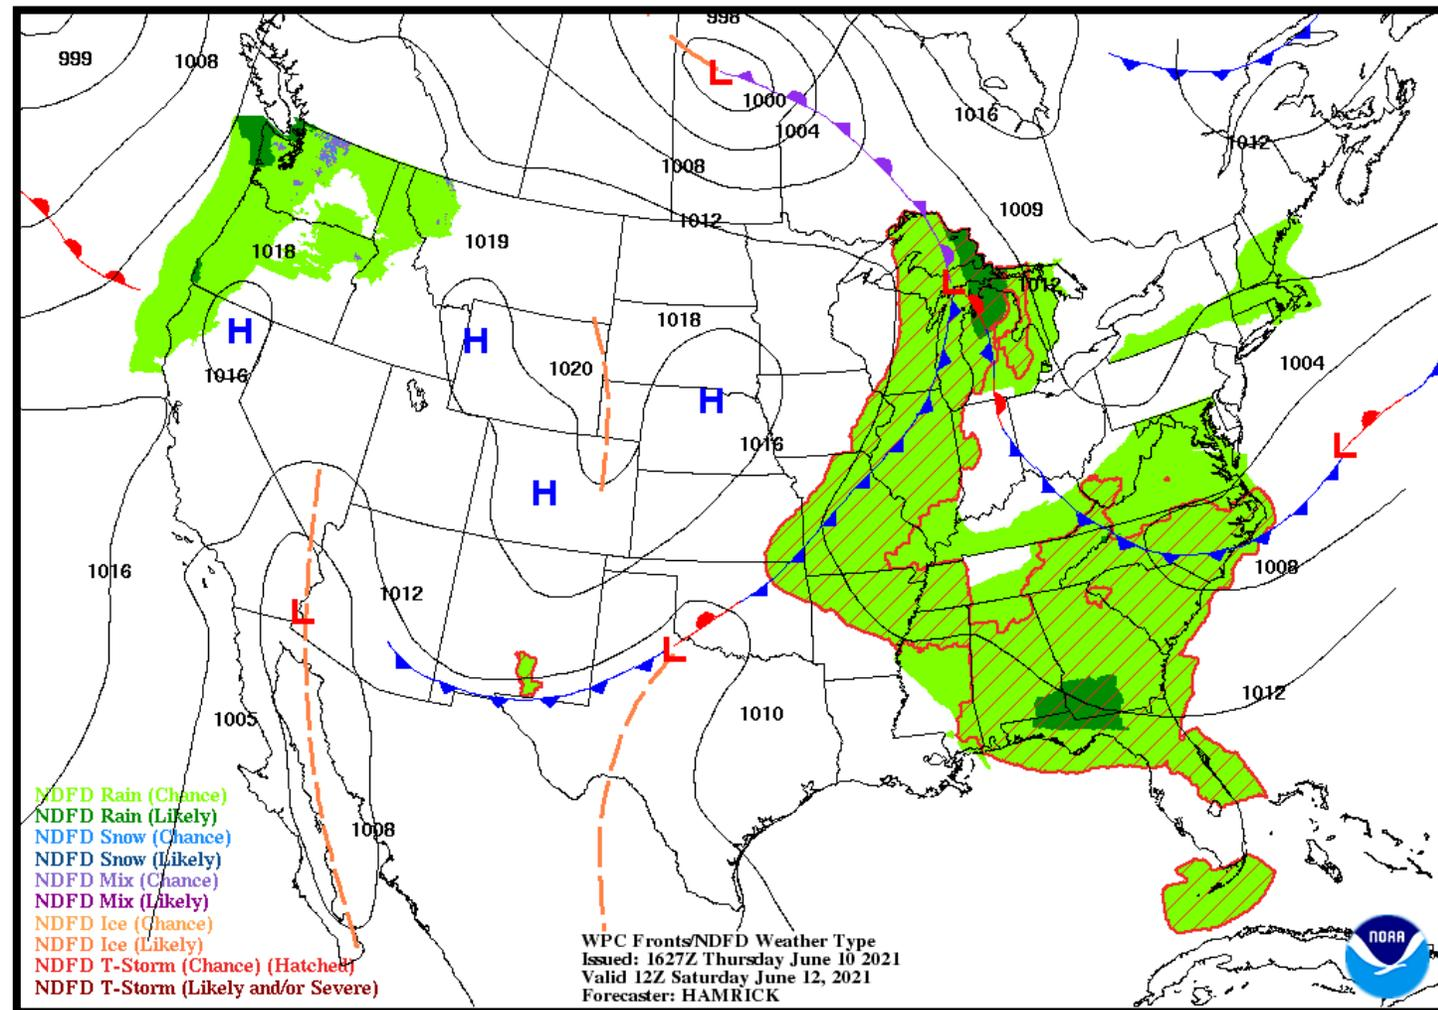 998
999
1008
L
1000
1016
1004
1012
1008
1009
1012
1019
1018
L
1012
1018
H
H
1004
1020
1016
H
1016
L
H
1008
1016
1012
L
L
1012
1005
1010
NDFD Rain (Chance)
NDFD Rain (Likely)
NDFD Snow (Chance)
1008
NDFD Snow (Likely)
NDFD Mix (Chance)
NDFD Mix (Likely)
NDFD Ice (Chance)
NDFD Ice (Likely)
NDFD T-Storm (Chance) (Hatched)
NDFD T-Storm (Likely and/or Severe)
WPC Fronts/NDFD Weather Type
Issued: 1627Z Thursday June 10 2021
Valid 12Z Saturday June 12, 2021
Forecaster: HAMRICK
NOAA